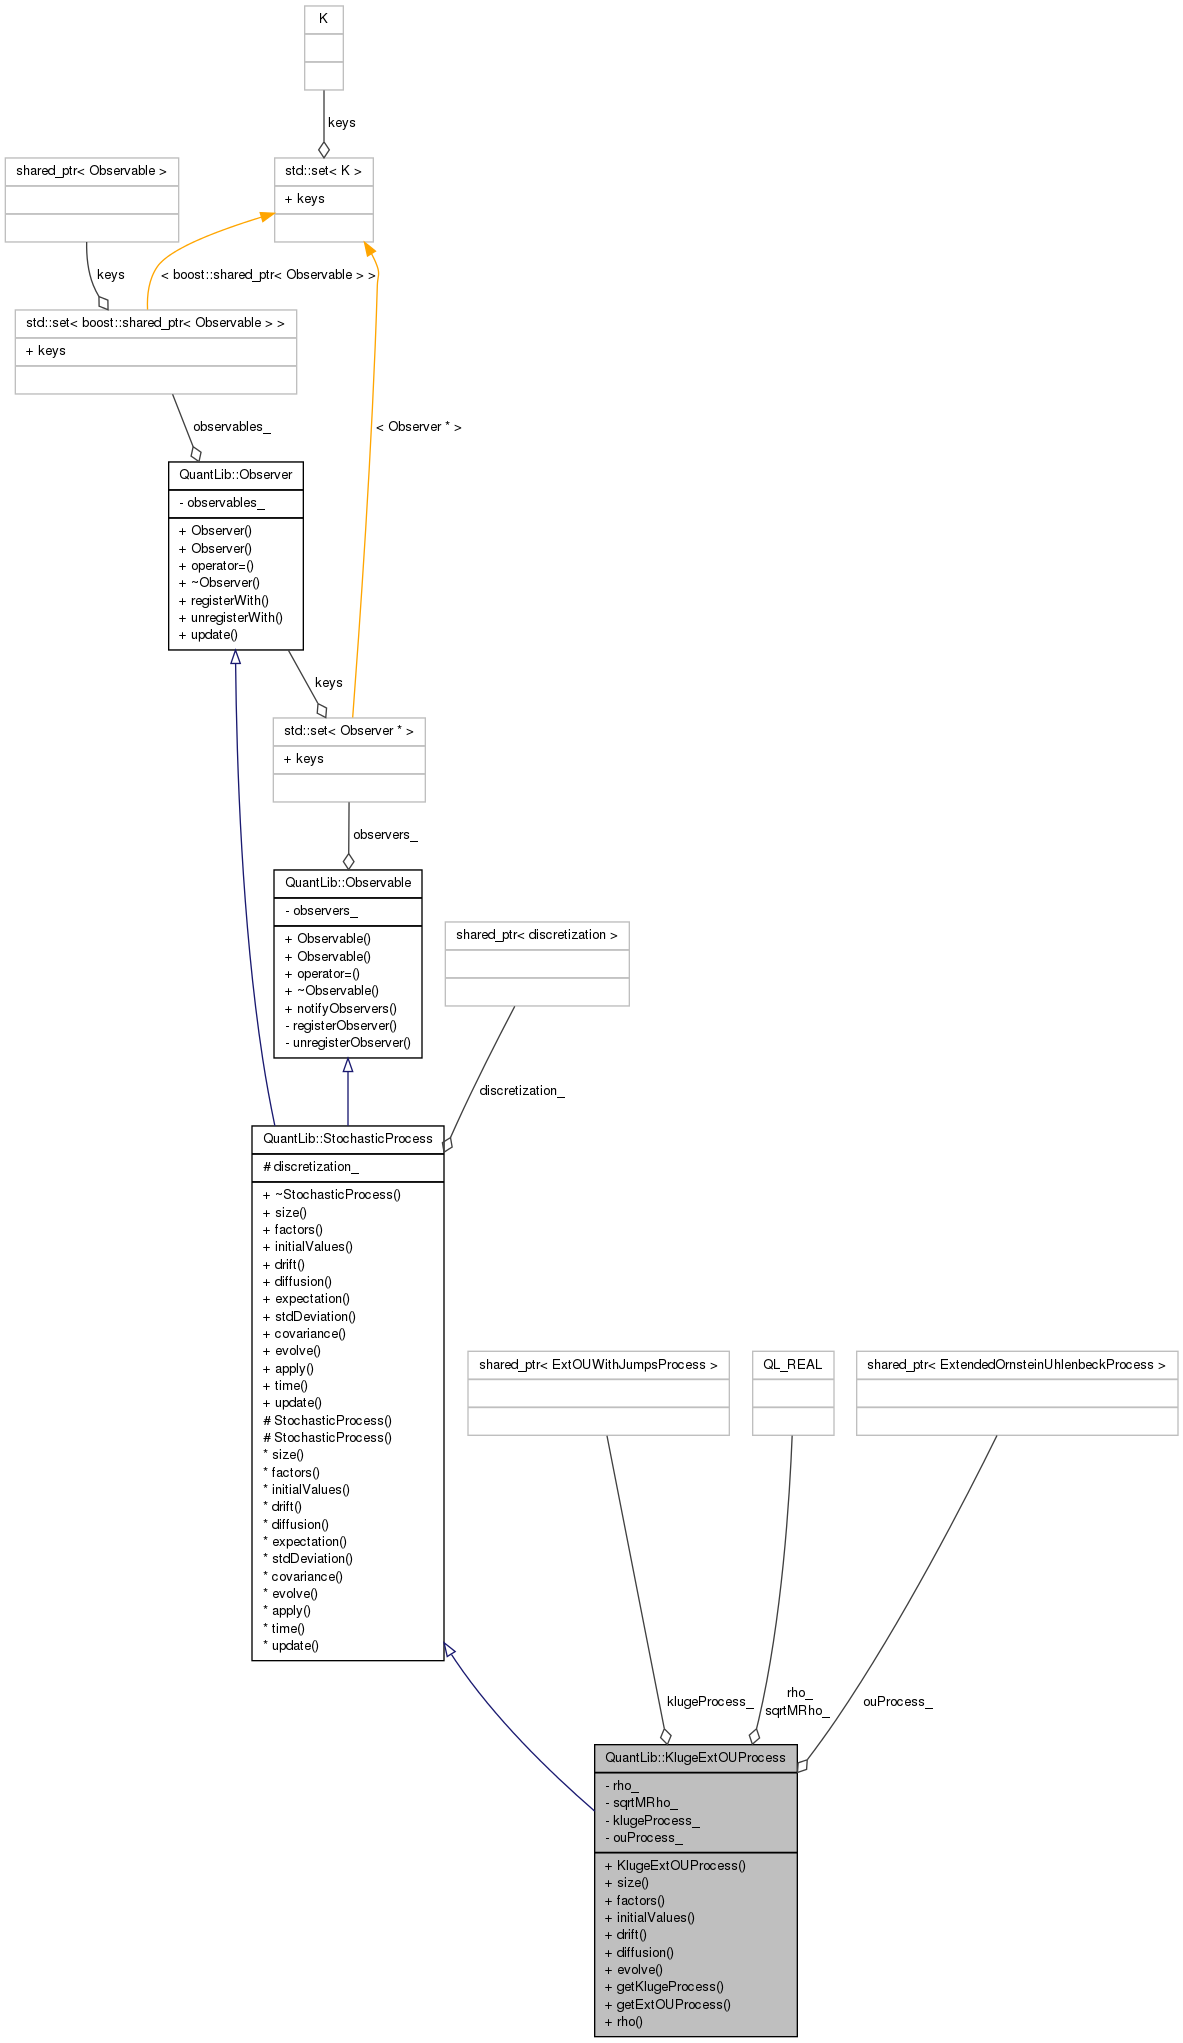 K
keys
shared_ptr< Observable >
std::set< K >
+ keys
keys
< boost::shared_ptr< Observable > >
std::set< boost::shared_ptr< Observable > >
+ keys
observables_
< Observer * >
QuantLib::Observer
- observables_
+ Observer()
+ Observer()
+ operator=()
+ ~Observer()
+ registerWith()
+ unregisterWith()
+ update()
keys
std::set< Observer * >
+ keys
observers_
QuantLib::Observable
- observers_
+ Observable()
+ Observable()
+ operator=()
+ ~Observable()
+ notifyObservers()
- registerObserver()
- unregisterObserver()
shared_ptr< discretization >
discretization_
QuantLib::StochasticProcess
# discretization_
+ ~StochasticProcess()
+ size()
+ factors()
+ initialValues()
+ drift()
+ diffusion()
+ expectation()
+ stdDeviation()
+ covariance()
+ evolve()
+ apply()
+ time()
+ update()
# StochasticProcess()
# StochasticProcess()
* size()
* factors()
* initialValues()
* drift()
* diffusion()
* expectation()
* stdDeviation()
* covariance()
* evolve()
* apply()
* time()
* update()
shared_ptr< ExtOUWithJumpsProcess >
QL_REAL
shared_ptr< ExtendedOrnsteinUhlenbeckProcess >
klugeProcess_
rho_
sqrtMRho_
ouProcess_
QuantLib::KlugeExtOUProcess
- rho_
- sqrtMRho_
- klugeProcess_
- ouProcess_
+ KlugeExtOUProcess()
+ size()
+ factors()
+ initialValues()
+ drift()
+ diffusion()
+ evolve()
+ getKlugeProcess()
+ getExtOUProcess()
+ rho()